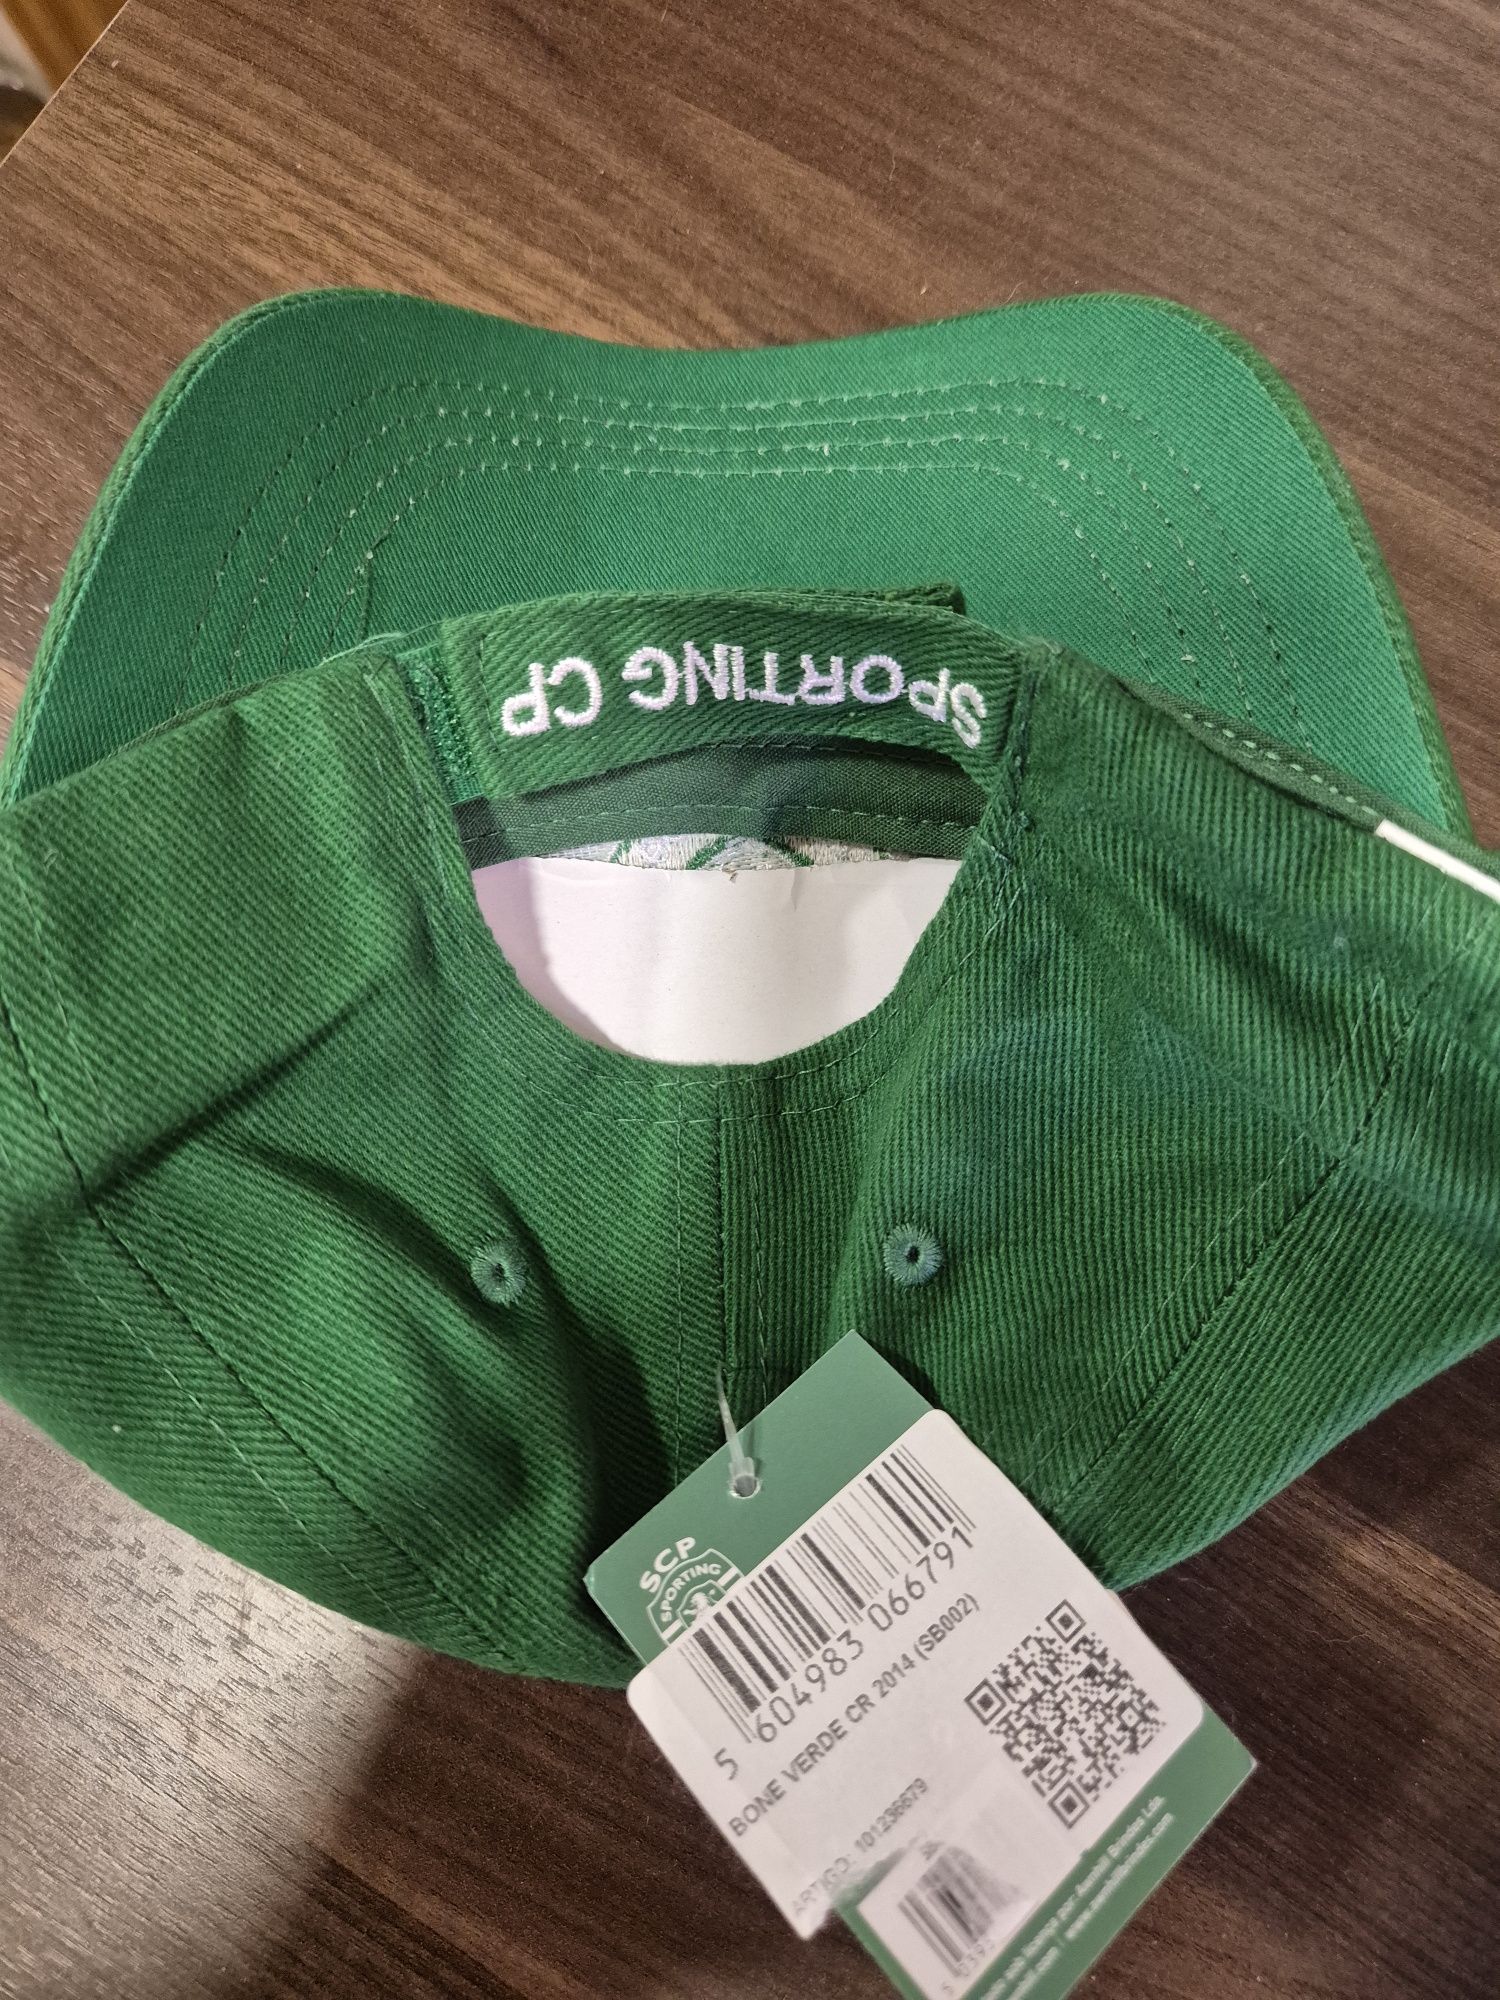 SPORTING CP
SCP
SPORTING
5 604983 066791
BONE VERDE CR 2014 (SB002)
ARTIGO: 101236679